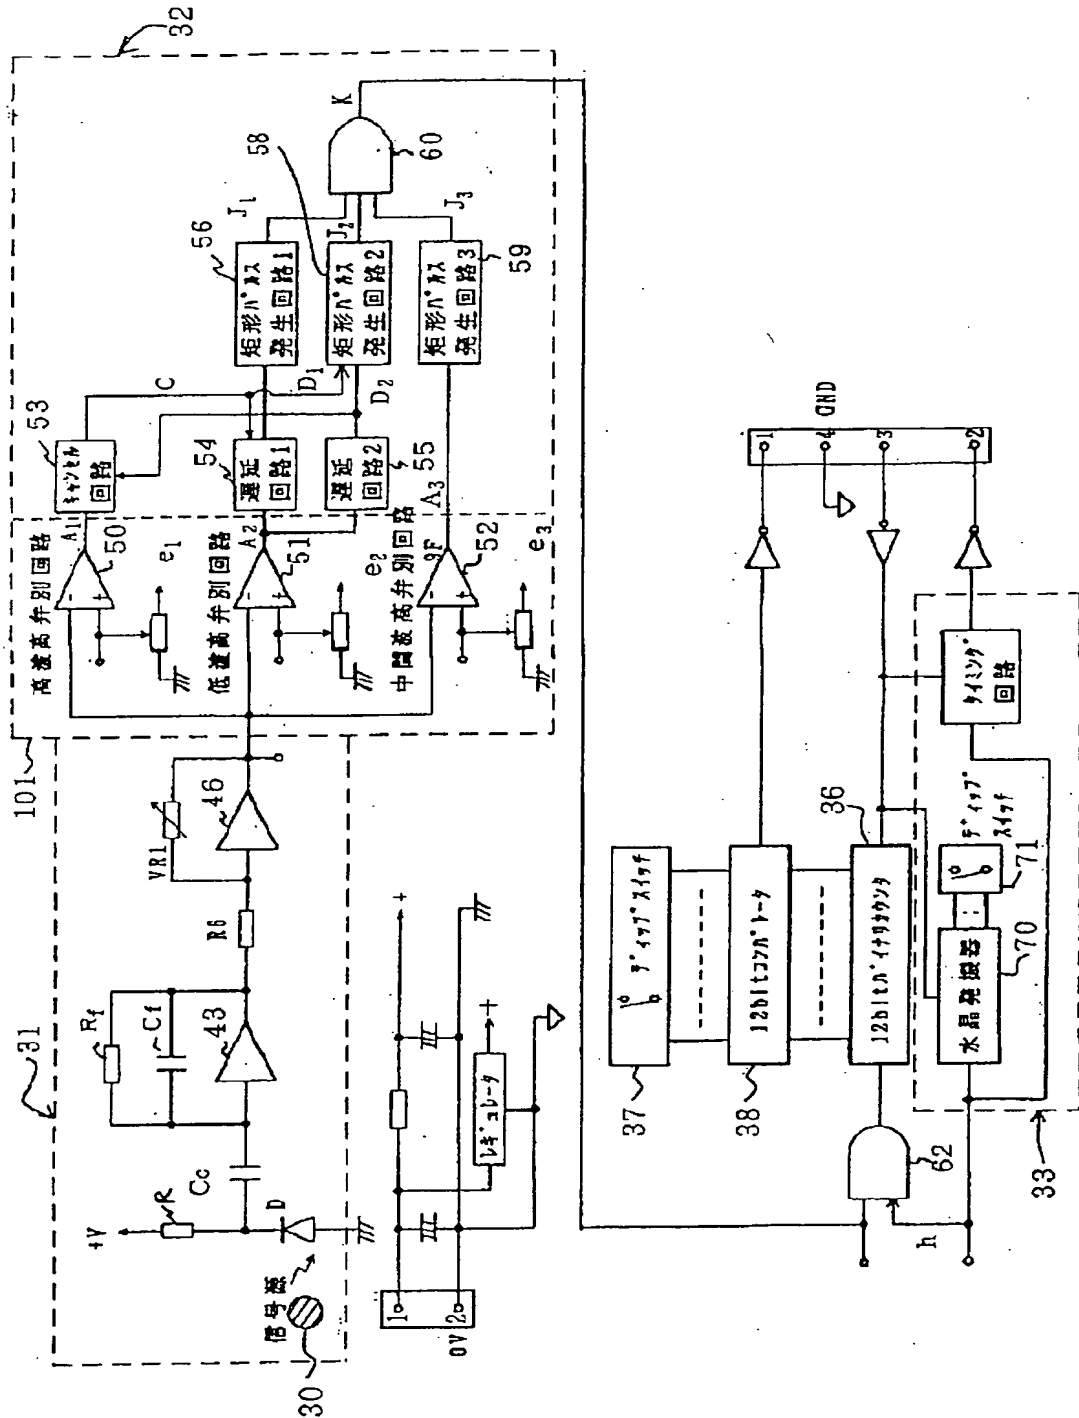 31
30
信号源
+V
R
D
Cc
Rf
Cf
43
R6
VR1
46
101
32
高波高弁別回路
A1
50
e1
低波高弁別回路
A2
51
e2
中間波高弁別回路
9F
A3
52
e3
53
キャンセル
回路
C
54
遅延
回路1
遅延
回路2
55
D1
D2
56
矩形パルス
発生回路1
58
矩形パルス
発生回路2
矩形パルス
発生回路3
59
J1
J2
J3
60
K
1
2
0V
+
レギュレータ
+
37
ディップスイッチ
38
12bitコンパレータ
36
12bitバイナリカウンタ
62
h
33
水晶発振器
70
71
ディップ
スイッチ
タイミング
回路
1
4
3
2
GND